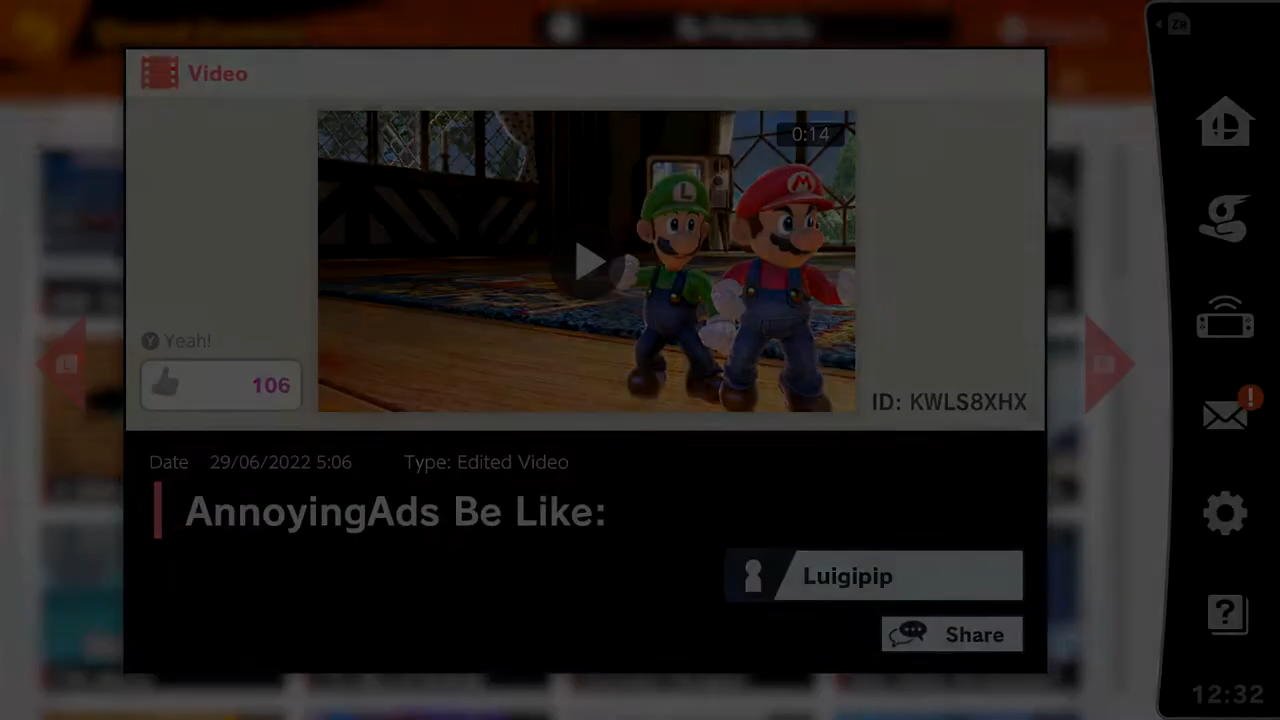 ZR
Video
0:14
L
M
Y Yeah!
106
L
ID: KWLS8XHX
Date 29/06/2022 5:06 Type: Edited Video
AnnoyingAds Be Like:
Luigipip
Share
!
?
12:32